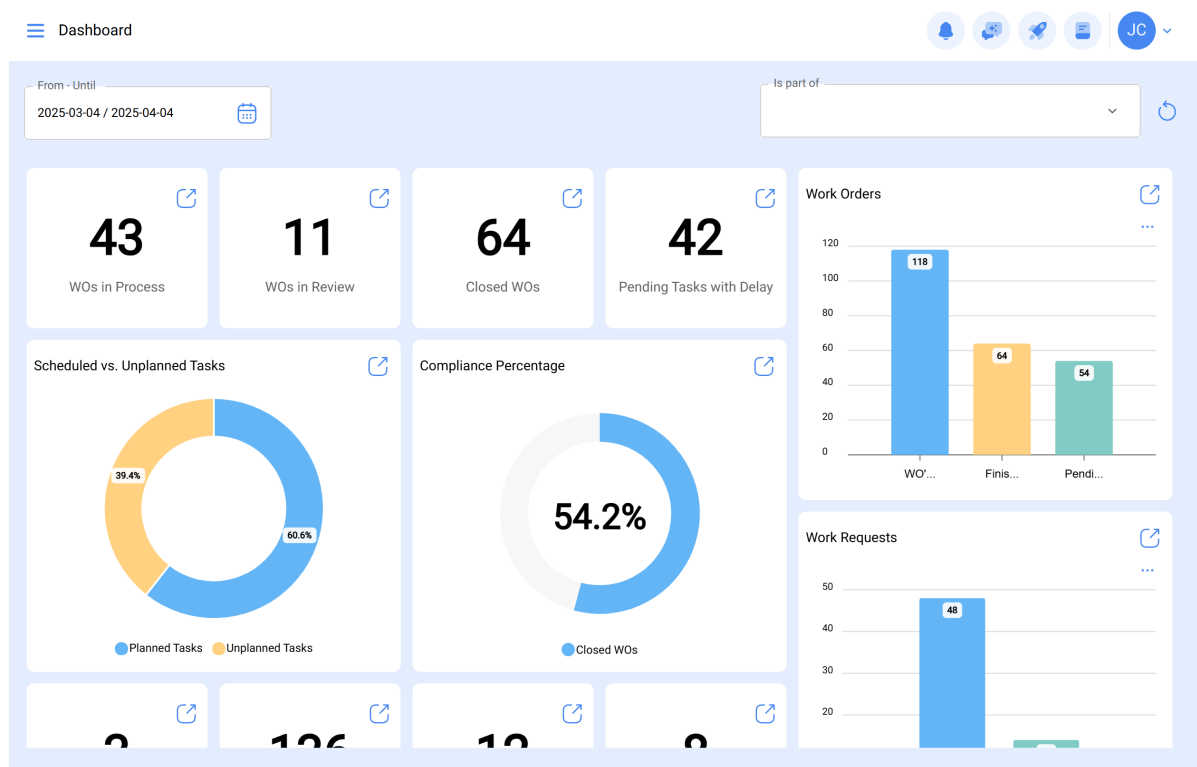 Dashboard
JC
From - Until
2025-03-04 / 2025-04-04
Is part of
43
WOs in Process
11
WOs in Review
64
Closed WOs
42
Pending Tasks with Delay
Work Orders
120
100
80
60
40
20
0
118
64
54
WO'...
Finis...
Pendi...
Scheduled vs. Unplanned Tasks
39.4%
60.6%
Planned Tasks
Unplanned Tasks
Compliance Percentage
54.2%
Closed WOs
Work Requests
50
40
30
20
48